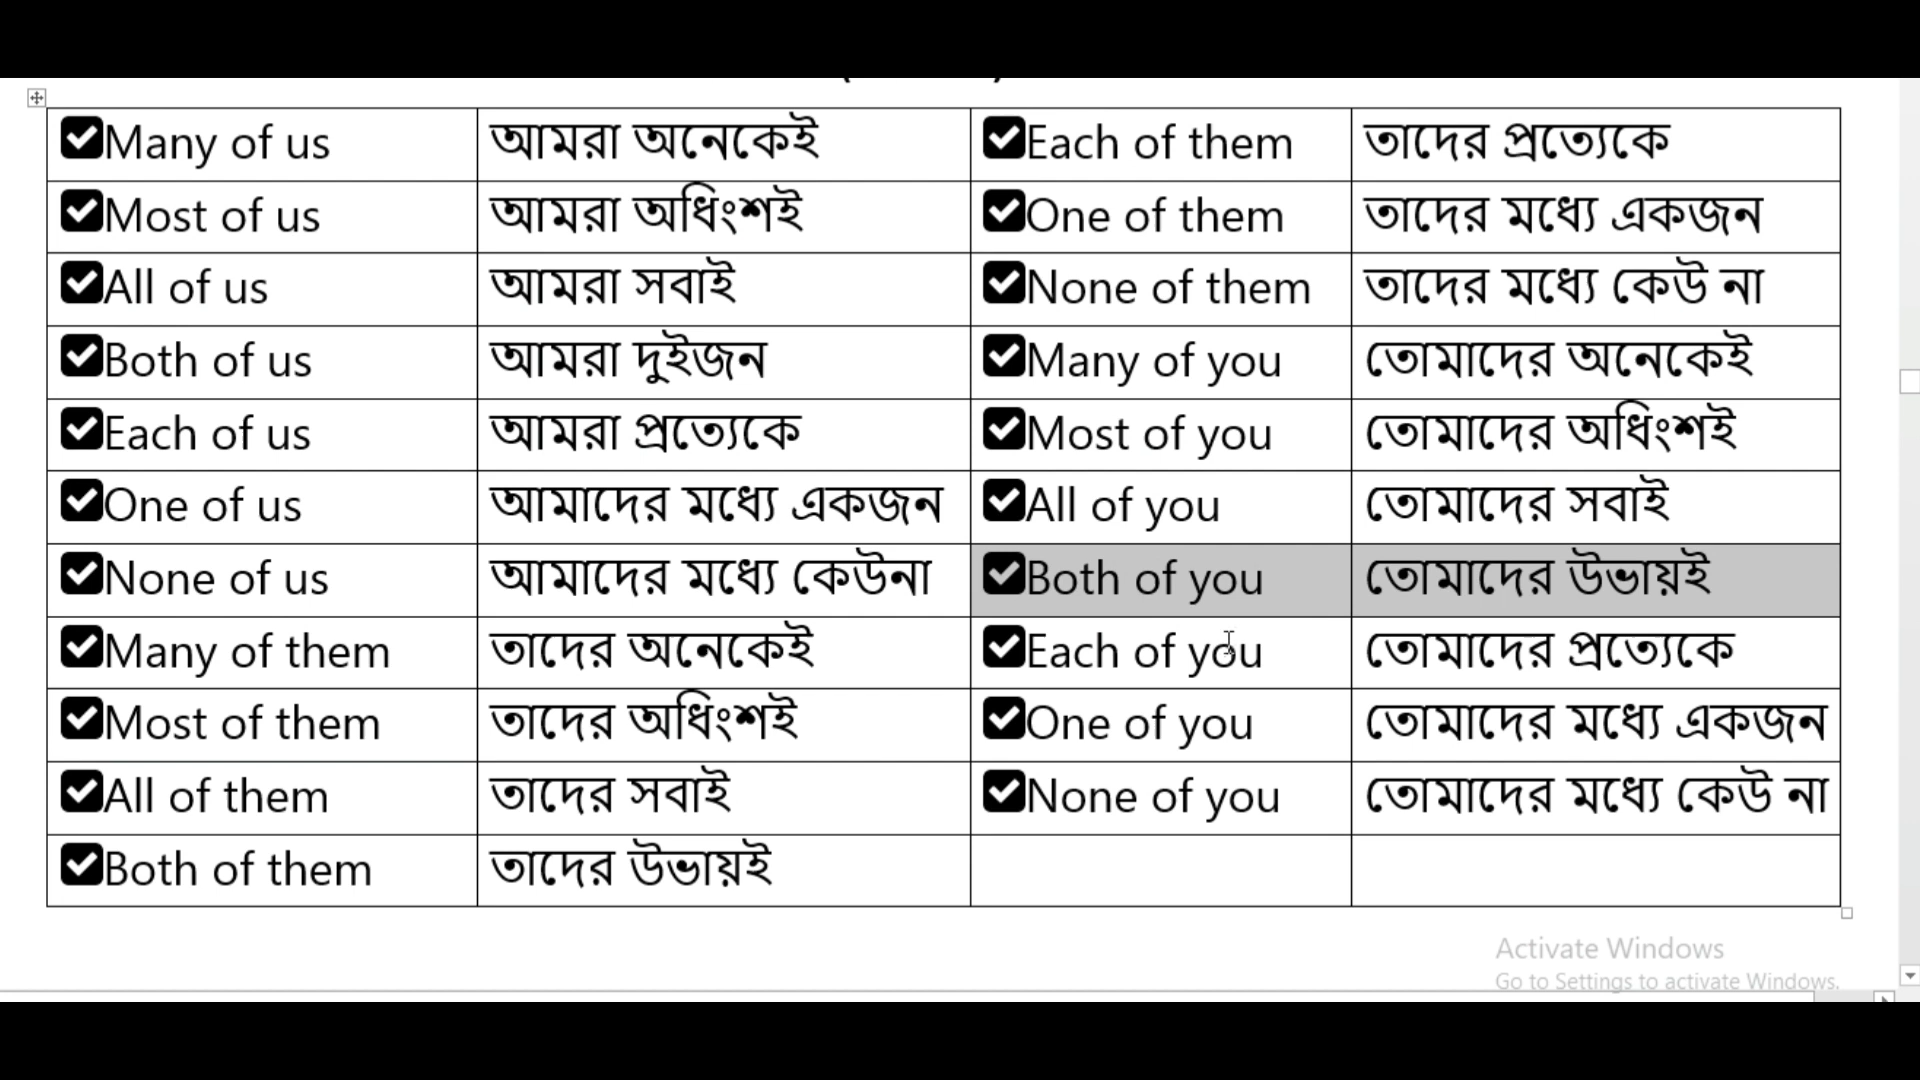 Many of us আমরা অনেকেই Each of them তাদের প্রত্যেকে
Most of us আমরা অধিংশই One of them তাদের মধ্যে একজন
All of us আমরা সবাই None of them তাদের মধ্যে কেউ না
Both of us আমরা দুইজন Many of you তোমাদের অনেকেই
Each of us আমরা প্রত্যেকে Most of you তোমাদের অধিংশই
One of us আমাদের মধ্যে একজন All of you তোমাদের সবাই
None of us আমাদের মধ্যে কেউনা Both of you তোমাদের উভায়ই
Many of them তাদের অনেকেই Each of you তোমাদের প্রত্যেকে
Most of them তাদের অধিংশই One of you তোমাদের মধ্যে একজন
All of them তাদের সবাই None of you তোমাদের মধ্যে কেউ না
Both of them তাদের উভায়ই
Activate Windows
Go to Settings to activate Windows.